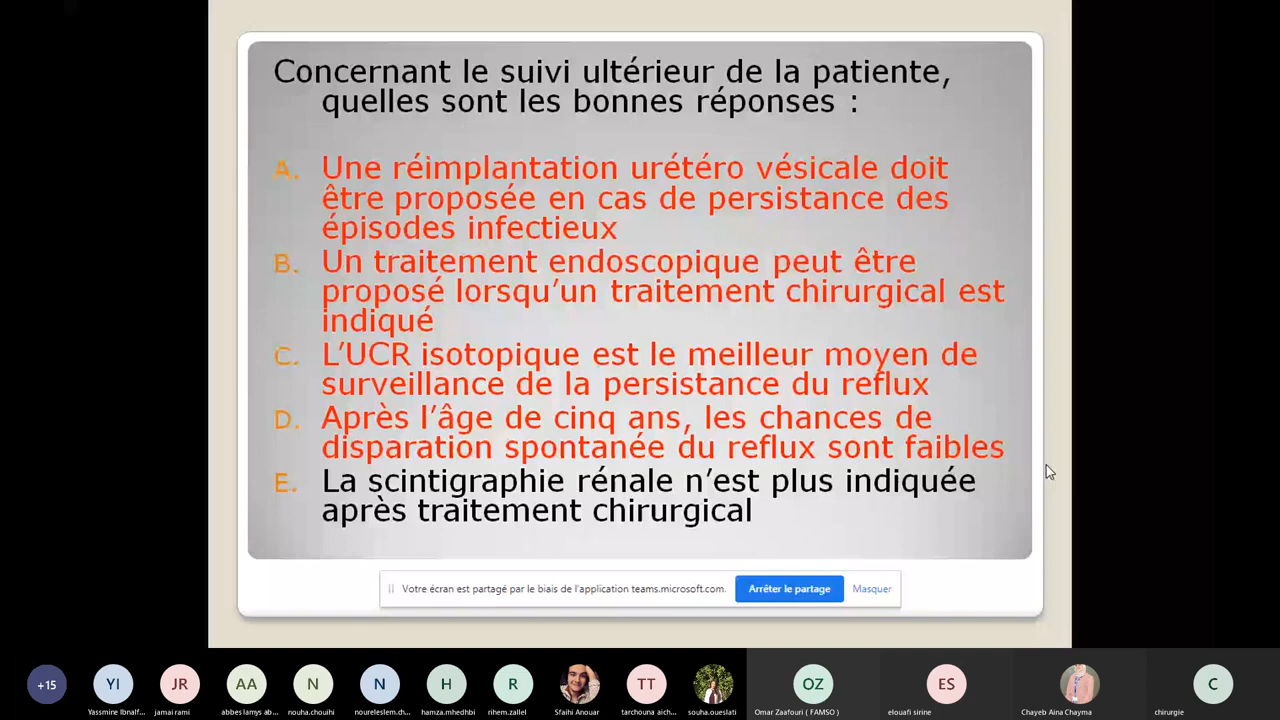 Concernant le suivi ultérieur de la patiente,
quelles sont les bonnes réponses :
A. Une réimplantation urétéro vésicale doit
être proposée en cas de persistance des
épisodes infectieux
B. Un traitement endoscopique peut être
proposé lorsqu'un traitement chirurgical est
indiqué
C. L'UCR isotopique est le meilleur moyen de
surveillance de la persistance du reflux
D. Après l'âge de cinq ans, les chances de
disparation spontanée du reflux sont faibles
E. La scintigraphie rénale n'est plus indiquée
après traitement chirurgical
Votre écran est partagé par le biais de l'application teams.microsoft.com. Arrêter le partage Masquer
+15 YI JR AA N N H R TT OZ ES C
Yassmine Ibnalf... jamai rami abbes lamys ab... nouha.chouihi noureleslem.ch... hamza.mhedhbi rihem.zallel Sfaihi Anouar tarchouna aich... souha.oueslati Omar Zaafouri ( FAMSO ) elouafi sirine Chayeb Aina Chayma chirurgie